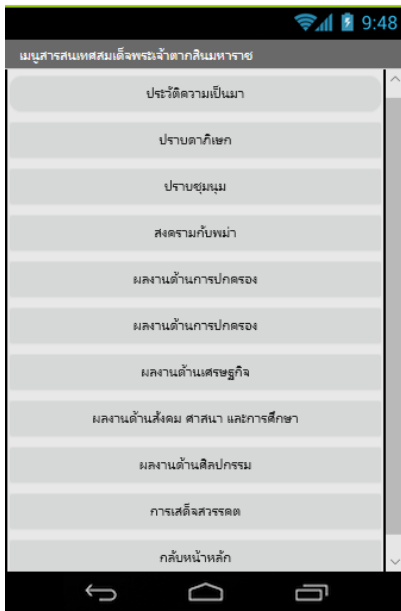 9:48
เมนูสารสนเทศสมเด็จพระเจ้าตากสินมหาราช
ประวัติความเป็นมา
ปราบดาภิเษก
ปราบชุมนุม
สงครามกับพม่า
ผลงานด้านการปกครอง
ผลงานด้านการปกครอง
ผลงานด้านเศรษฐกิจ
ผลงานด้านสังคม ศาสนา และการศึกษา
ผลงานด้านศิลปกรรม
การเสด็จสวรรคต
กลับหน้าหลัก